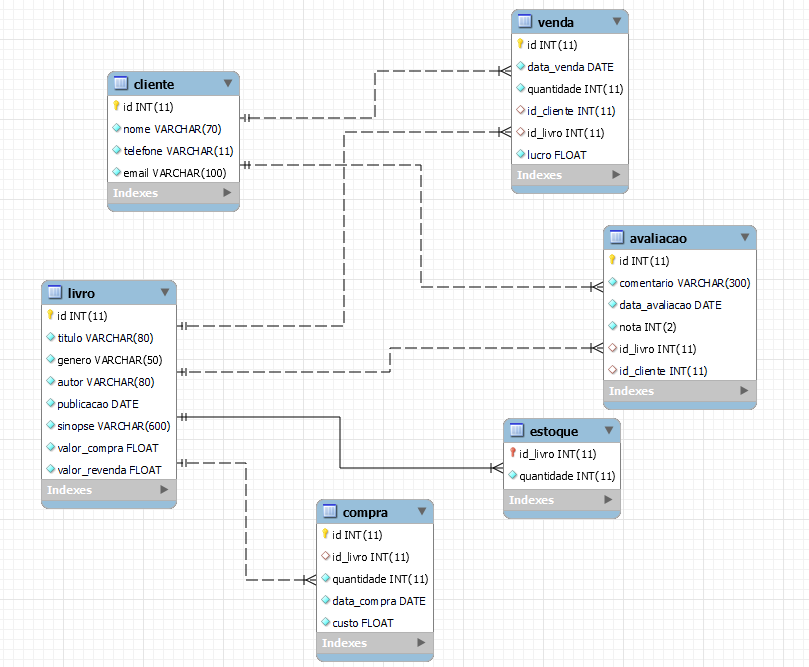 cliente
id INT(11)
nome VARCHAR(70)
telefone VARCHAR(11)
email VARCHAR(100)
Indexes
venda
id INT(11)
data_venda DATE
quantidade INT(11)
id_cliente INT(11)
id_livro INT(11)
lucro FLOAT
Indexes
avaliacao
id INT(11)
comentario VARCHAR(300)
data_avaliacao DATE
nota INT(2)
id_livro INT(11)
id_cliente INT(11)
Indexes
livro
id INT(11)
titulo VARCHAR(80)
genero VARCHAR(50)
autor VARCHAR(80)
publicacao DATE
sinopse VARCHAR(600)
valor_compra FLOAT
valor_revenda FLOAT
Indexes
estoque
id_livro INT(11)
quantidade INT(11)
Indexes
compra
id INT(11)
id_livro INT(11)
quantidade INT(11)
data_compra DATE
custo FLOAT
Indexes